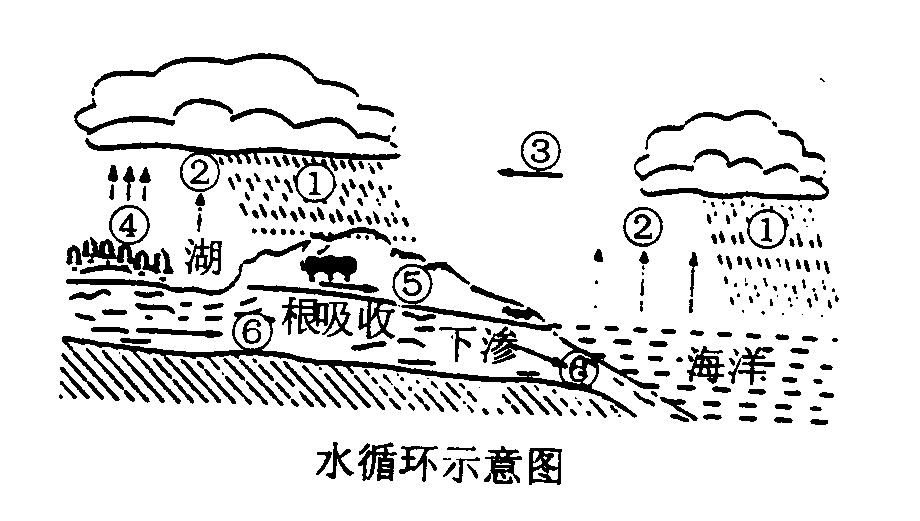 ③
② ①
② ①
④
湖
⑤
根吸收
⑥
下渗
⑥
海洋
水循环示意图